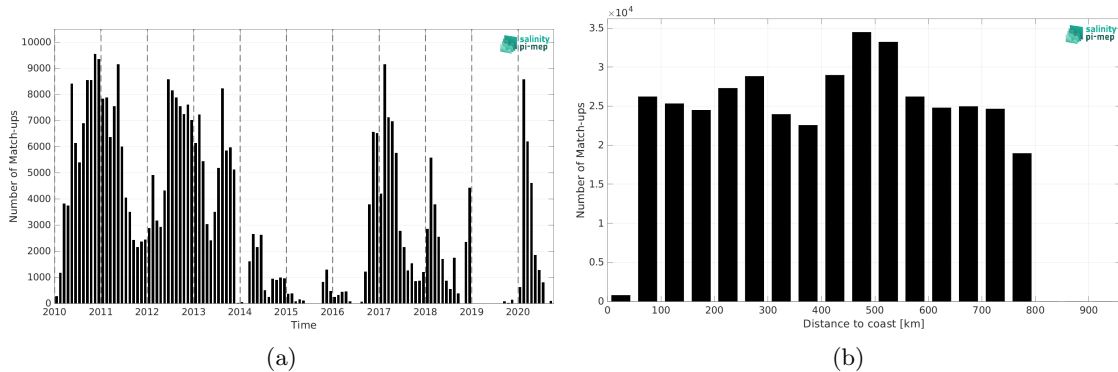 salinity
pi-mep
10000
9000
8000
7000
6000
5000
4000
3000
2000
1000
0
Number of Match-ups
2010 2011 2012 2013 2014 2015 2016 2017 2018 2019 2020
Time
(a)
×10⁴
salinity
pi-mep
3.5
3
2.5
2
1.5
1
0.5
0
Number of Match-ups
0 100 200 300 400 500 600 700 800 900
Distance to coast [km]
(b)